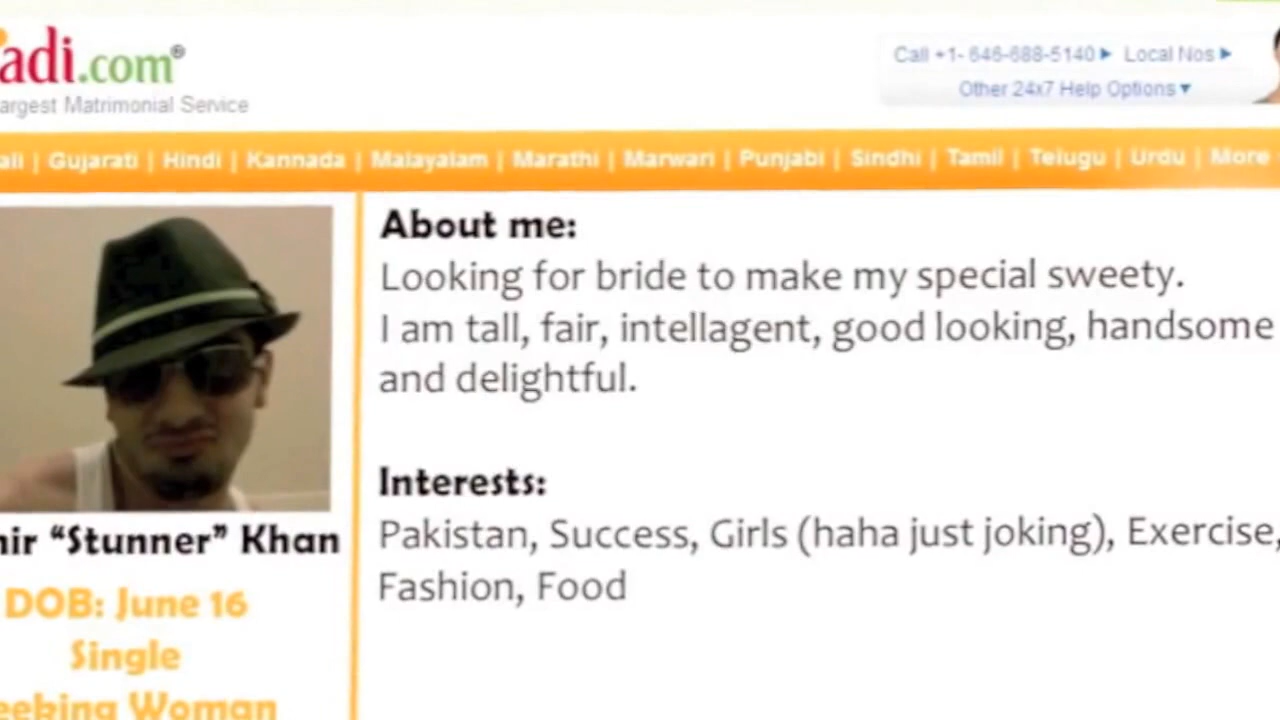 adi.com®
argest Matrimonial Service
Call +1- 646-688-5140 Local Nos
Other 24x7 Help Options
ali | Gujarati | Hindi | Kannada | Malayalam | Marathi | Marwari | Punjabi | Sindhi | Tamil | Telugu | Urdu | More
About me:
Looking for bride to make my special sweety.
I am tall, fair, intellagent, good looking, handsome
and delightful.
Interests:
Pakistan, Success, Girls (haha just joking), Exercise,
Fashion, Food
ir “Stunner” Khan
DOB: June 16
Single
eeking Woman